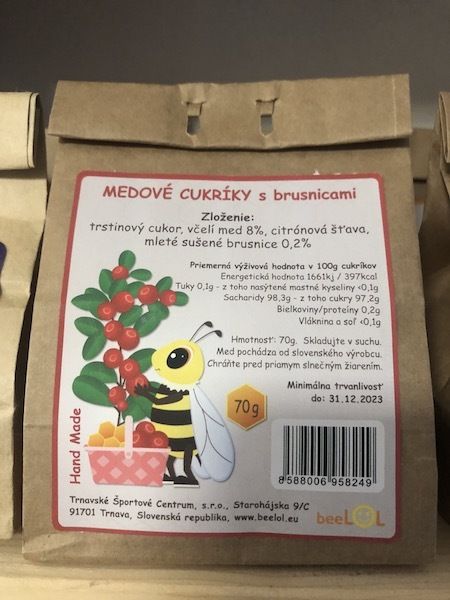 MEDOVÉ CUKRÍKY s brusnicami
Zloženie:
trstinový cukor, včelí med 8%, citrónová šťava,
mleté sušené brusnice 0,2%
Priemerná výživová hodnota v 100g cukríkov
Energetická hodnota 1661kj / 397kcal
Tuky 0,1g - z toho nasýtené mastné kyseliny <0,1g
Sacharidy 98,3g - z toho cukry 97,2g
Bielkoviny/proteíny 0,2g
Vláknina a soľ <0,1g
Hmotnosť: 70g. Skladujte v suchu.
Med pochádza od slovenského výrobcu.
Chráňte pred priamym slnečným žiarením.
Minimálna trvanlivosť
do: 31.12.2023
70g
Hand Made
8588006958249
Trnavské Športové Centrum, s.r.o., Starohájska 9/C
91701 Trnava, Slovenská republika, www.beelol.eu
beeLOL